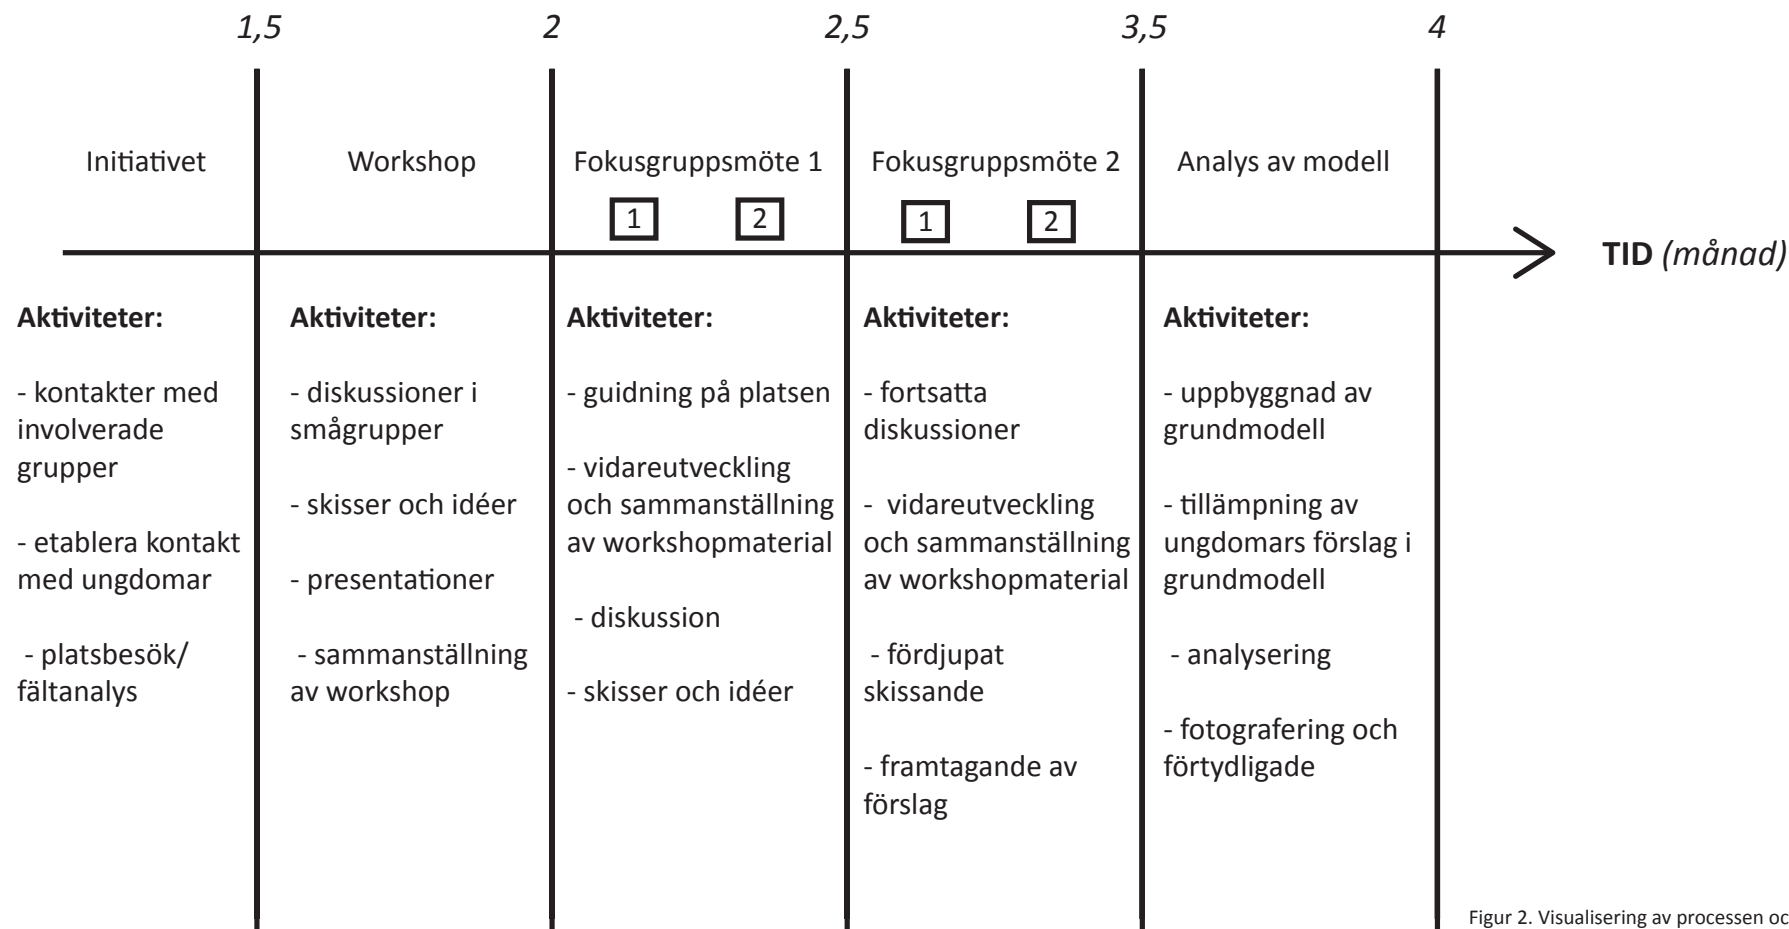 1,5
2
2,5
3,5
4
Initiativet
Workshop
Fokusgruppsmöte 1
Fokusgruppsmöte 2
Analys av modell
1
2
1
2
TID (månad)
Aktiviteter:
- kontakter med
involverade
grupper
- etablera kontakt
med ungdomar
- platsbesök/
fältanalys
Aktiviteter:
- diskussioner i
smågrupper
- skisser och idéer
- presentationer
- sammanställning
av workshop
Aktiviteter:
- guidning på platsen
- vidareutveckling
och sammanställning
av workshopmaterial
- diskussion
- skisser och idéer
Aktiviteter:
- fortsatta
diskussioner
- vidareutveckling
och sammanställning
av workshopmaterial
- fördjupat
skissande
- framtagande av
förslag
Aktiviteter:
- uppbyggnad av
grundmodell
- tillämpning av
ungdomars förslag i
grundmodell
- analysering
- fotografering och
förtydligade
Figur 2. Visualisering av processen oc